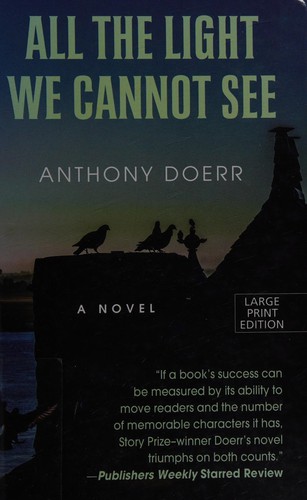 ALL THE LIGHT
WE CANNOT SEE
ANTHONY DOERR
A NOVEL
LARGE
PRINT
EDITION
“If a book’s success can
be measured by its ability to
move readers and the number
of memorable characters it has,
Story Prize–winner Doerr’s novel
triumphs on both counts.”
—Publishers Weekly Starred Review